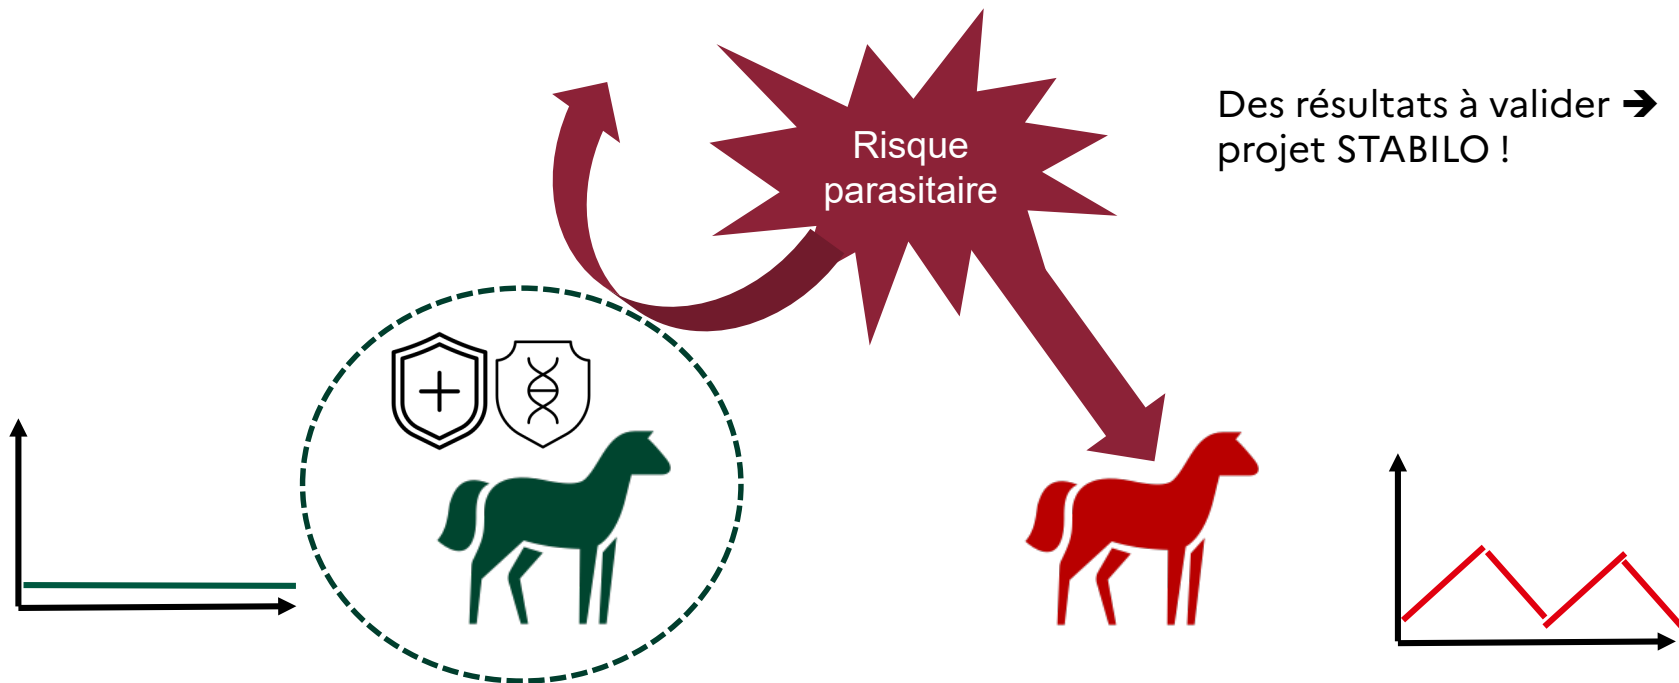 Risque
parasitaire
Des résultats à valider ➔
projet STABILO !